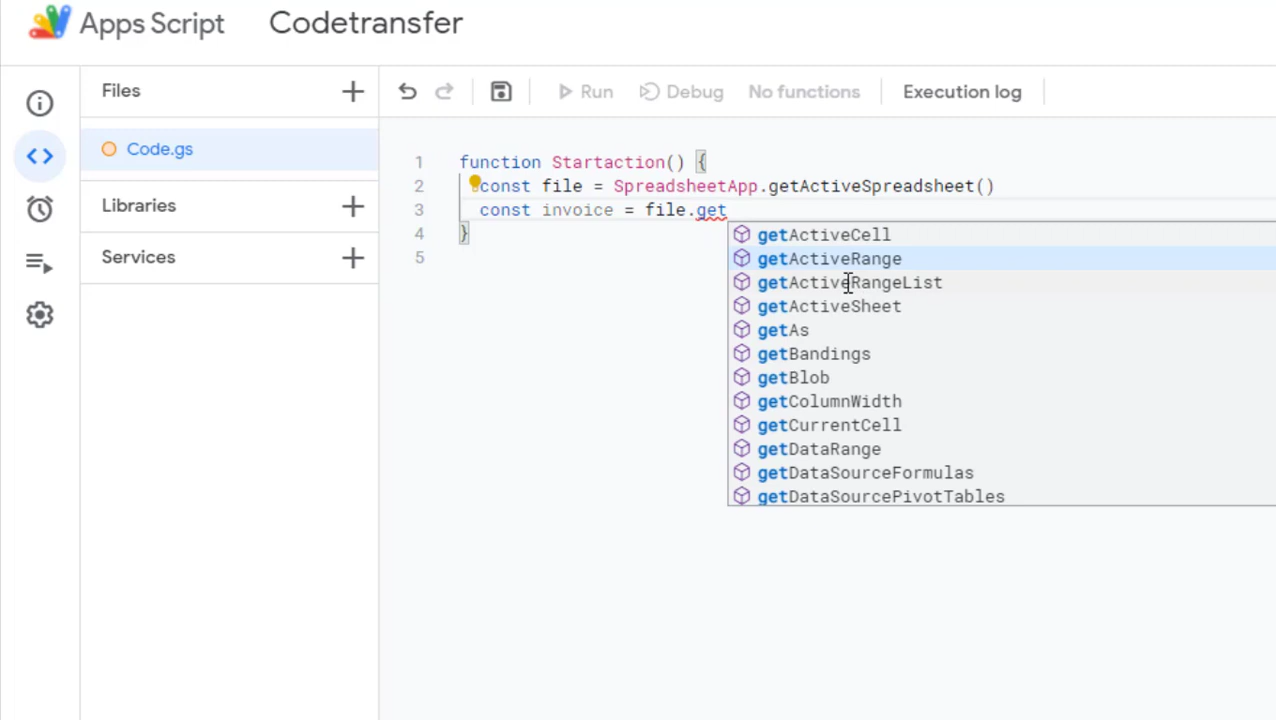 Apps Script Codetransfer
Files
Code.gs
Libraries
Services
Run Debug No functions Execution log
1 function Startaction() {
2 const file = SpreadsheetApp.getActiveSpreadsheet()
3 const invoice = file.get
4 }
5
getActiveCell
getActiveRange
getActiveRangeList
getActiveSheet
getAs
getBandings
getBlob
getColumnWidth
getCurrentCell
getDataRange
getDataSourceFormulas
getDataSourcePivotTables